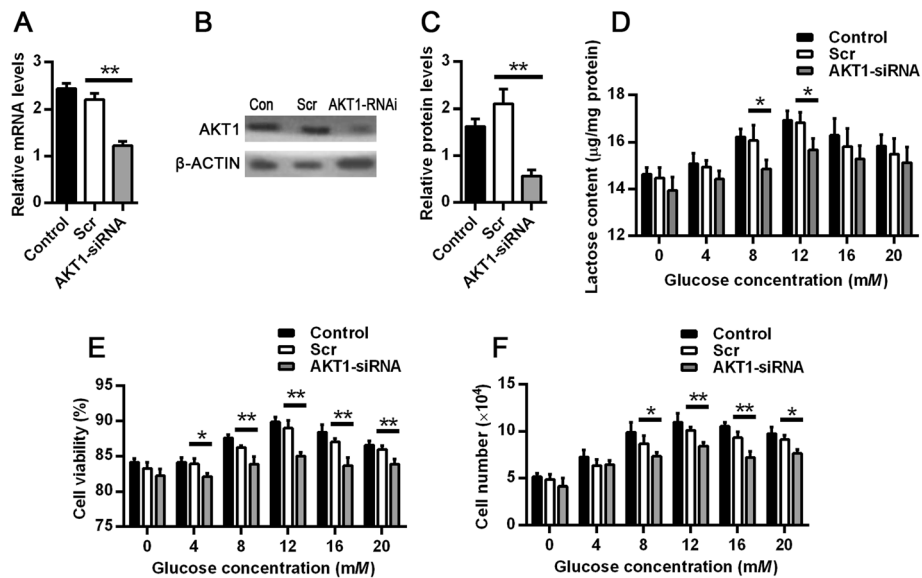 A
Relative mRNA levels
3
2
1
0
**
Control
Scr
AKT1-siRNA
B
Con Scr AKT1-RNAi
AKT1
β-ACTIN
C
Relative protein levels
3
2
1
0
**
Control
Scr
AKT1-siRNA
D
Control
Scr
AKT1-siRNA
Lactose content (μg/mg protein)
18
16
14
12
* *
0 4 8 12 16 20
Glucose concentration (mM)
E
Control
Scr
AKT1-siRNA
Cell viability (%)
95
91
87
83
79
75
* ** ** ** **
0 4 8 12 16 20
Glucose concentration (mM)
F
Control
Scr
AKT1-siRNA
Cell number (×10⁴)
15
10
5
0
* ** ** *
0 4 8 12 16 20
Glucose concentration (mM)